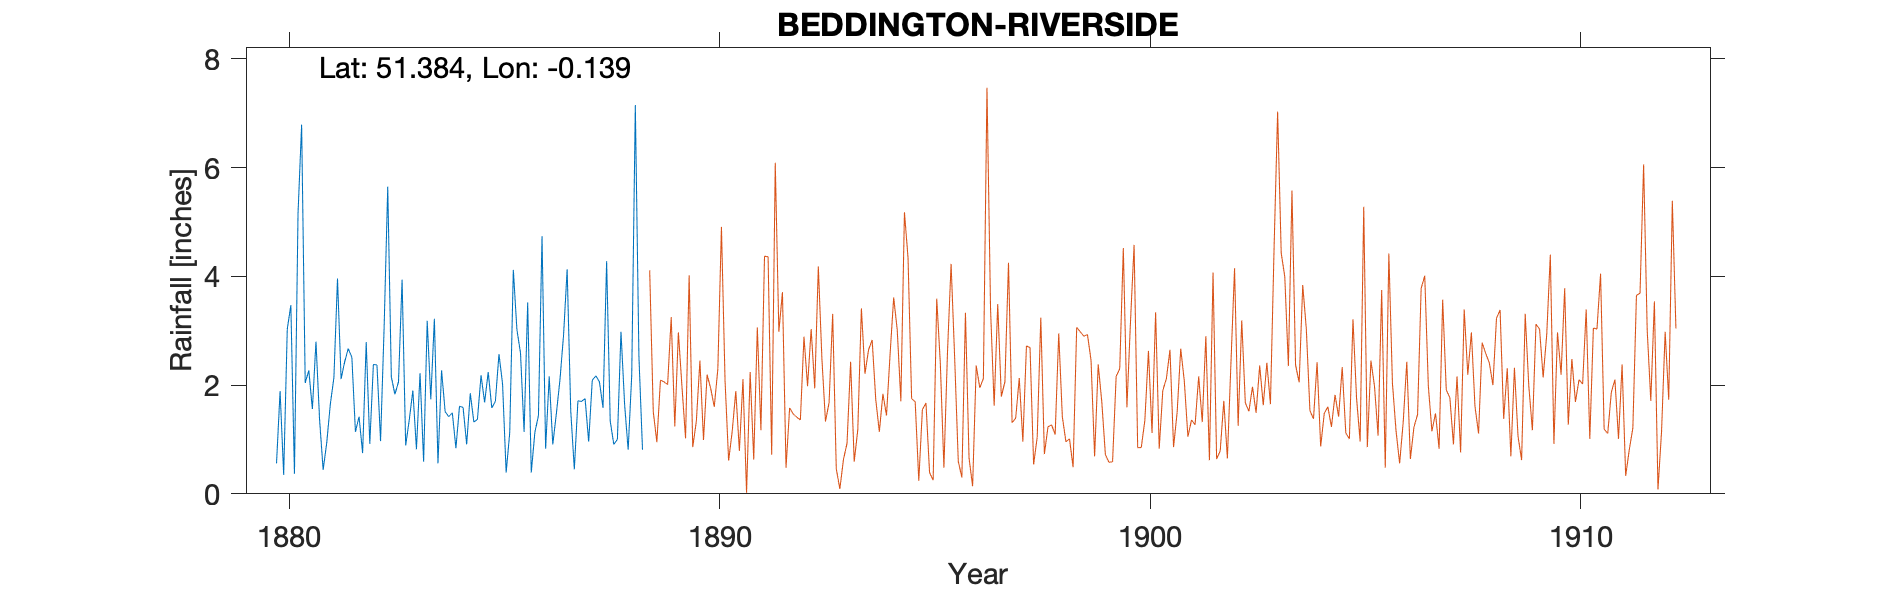 BEDDINGTON-RIVERSIDE
Lat: 51.384, Lon: -0.139
Rainfall [inches]
8
6
4
2
0
1880 1890 1900 1910
Year